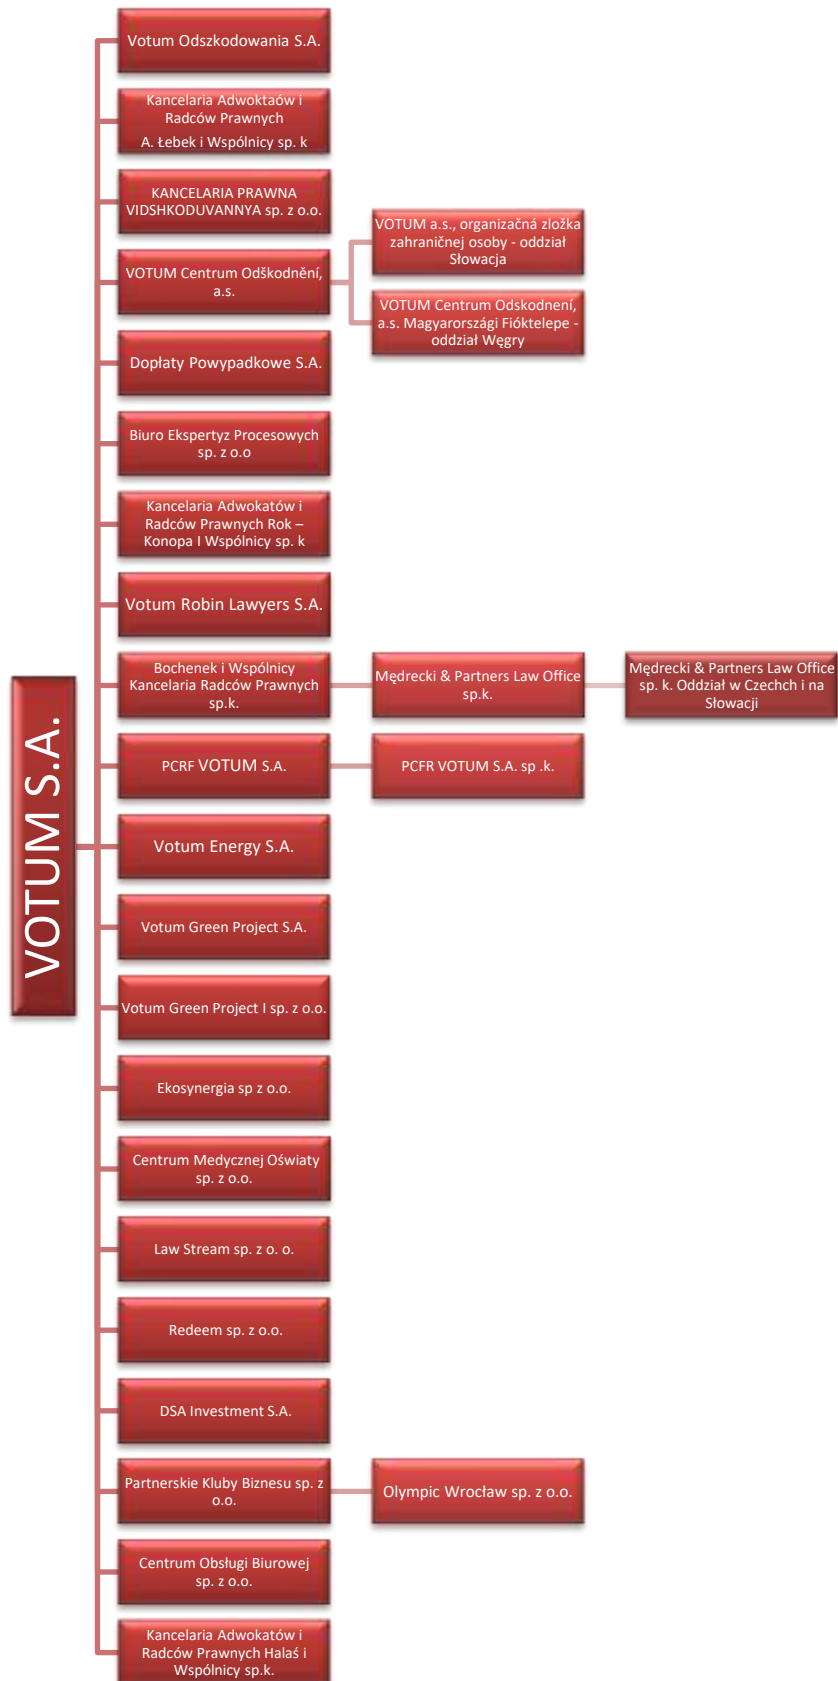 VOTUM S.A.
Votum Odszkodowania S.A.
Kancelaria Adwoktaów i
Radców Prawnych
A. Łebek i Wspólnicy sp. k
KANCELARIA PRAWNA
VIDSHKODUVANNYA sp. z o.o.
VOTUM Centrum Odškodnění,
a.s.
VOTUM a.s., organizačná zložka
zahraničnej osoby - oddział
Słowacja
VOTUM Centrum Odskodnení,
a.s. Magyarországi Fióktelepe -
oddział Węgry
Dopłaty Powypadkowe S.A.
Biuro Ekspertyz Procesowych
sp. z o.o
Kancelaria Adwokatów i
Radców Prawnych Rok –
Konopa I Wspólnicy sp. k
Votum Robin Lawyers S.A.
Bochenek i Wspólnicy
Kancelaria Radców Prawnych
sp.k.
Mędrecki & Partners Law Office
sp.k.
Mędrecki & Partners Law Office
sp. k. Oddział w Czechch i na
Słowacji
PCRF VOTUM S.A.
PCFR VOTUM S.A. sp .k.
Votum Energy S.A.
Votum Green Project S.A.
Votum Green Project I sp. z o.o.
Ekosynergia sp z o.o.
Centrum Medycznej Oświaty
sp. z o.o.
Law Stream sp. z o. o.
Redeem sp. z o.o.
DSA Investment S.A.
Partnerskie Kluby Biznesu sp. z
o.o.
Olympic Wrocław sp. z o.o.
Centrum Obsługi Biurowej
sp. z o.o.
Kancelaria Adwokatów i
Radców Prawnych Halaś i
Wspólnicy sp.k.